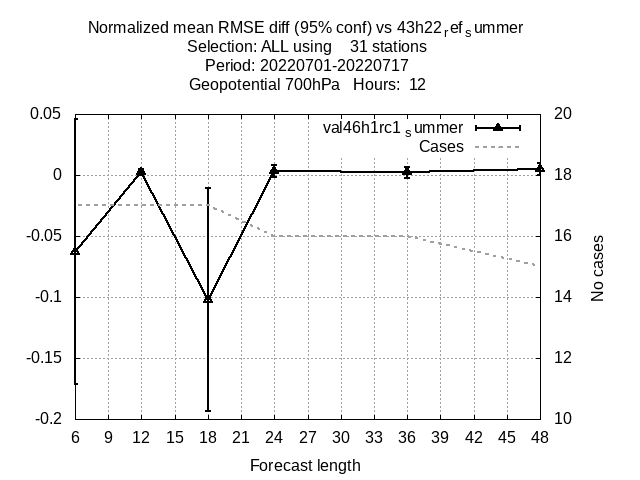 Normalized mean RMSE diff (95% conf) vs 43h22refsummer
Selection: ALL using 31 stations
Period: 20220701-20220717
Geopotential 700hPa Hours: 12
val46h1rc1summer
Cases
0.05
0
-0.05
-0.1
-0.15
-0.2
20
18
16
14
12
10
No cases
6 9 12 15 18 21 24 27 30 33 36 39 42 45 48
Forecast length